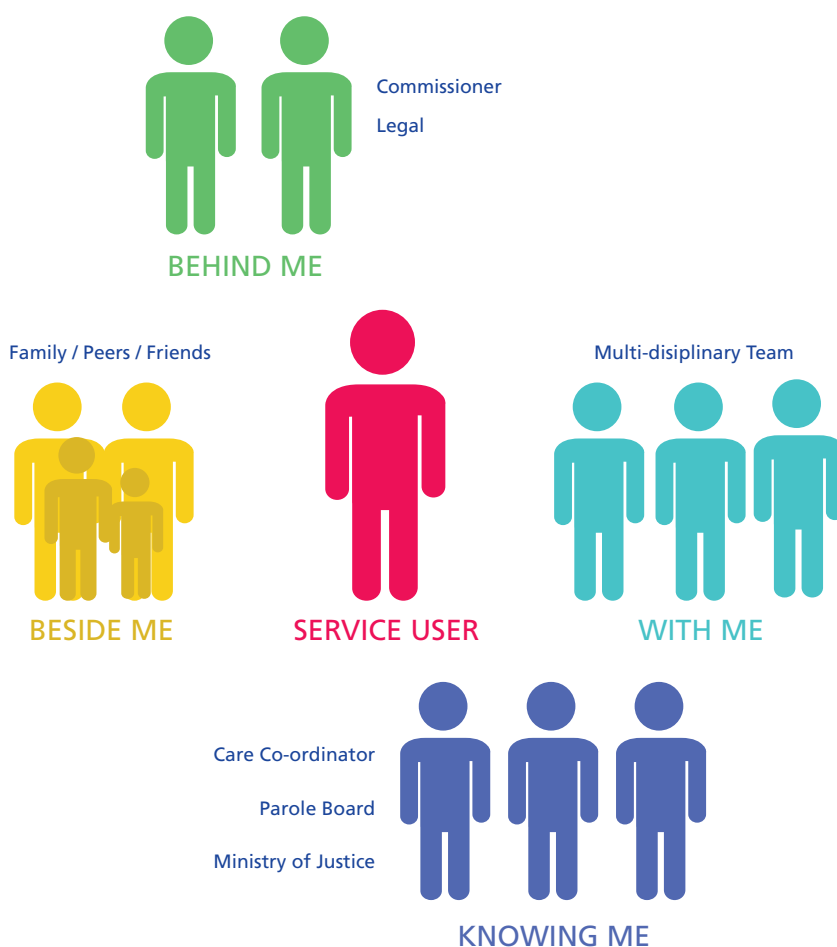 Commissioner
Legal
BEHIND ME
Family / Peers / Friends
Multi-disiplinary Team
BESIDE ME
SERVICE USER
WITH ME
Care Co-ordinator
Parole Board
Ministry of Justice
KNOWING ME